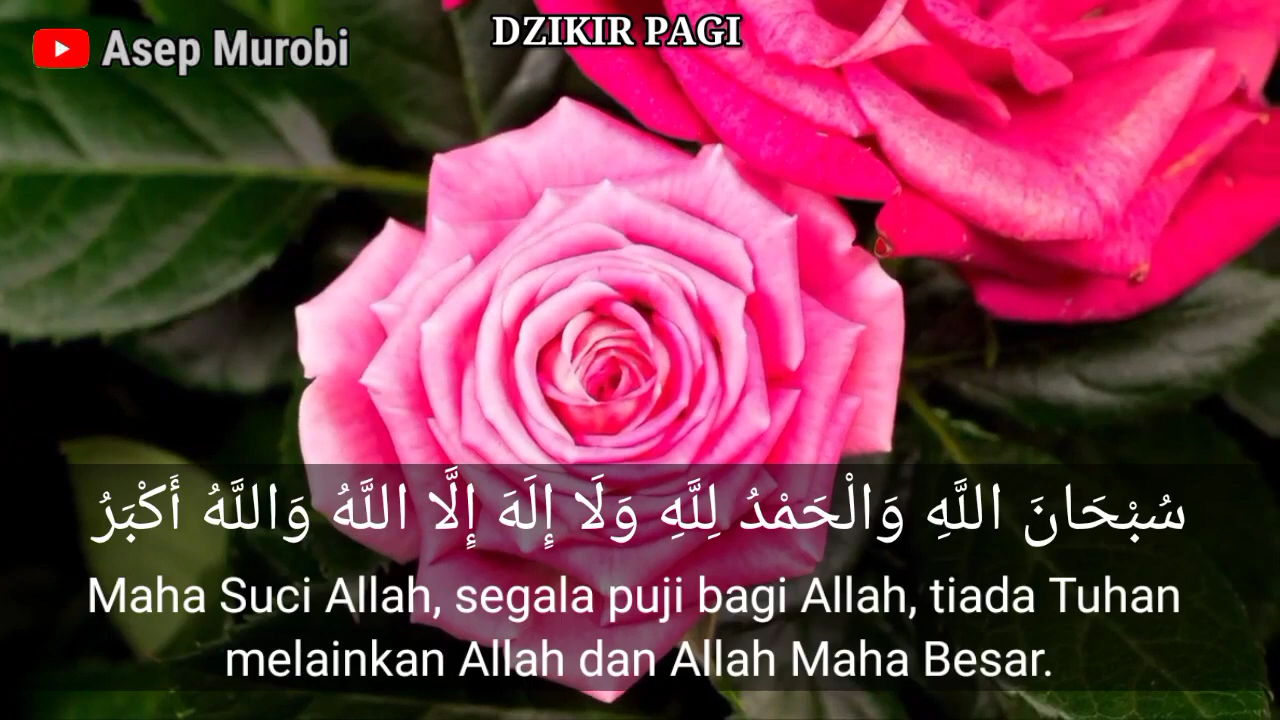 DZIKIR PAGI
Asep Murobi
سُبْحَانَ اللَّهِ وَالْحَمْدُ لِلَّهِ وَلَا إِلَهَ إِلَّا اللَّهُ وَاللَّهُ أَكْبَرُ
Maha Suci Allah, segala puji bagi Allah, tiada Tuhan
melainkan Allah dan Allah Maha Besar.